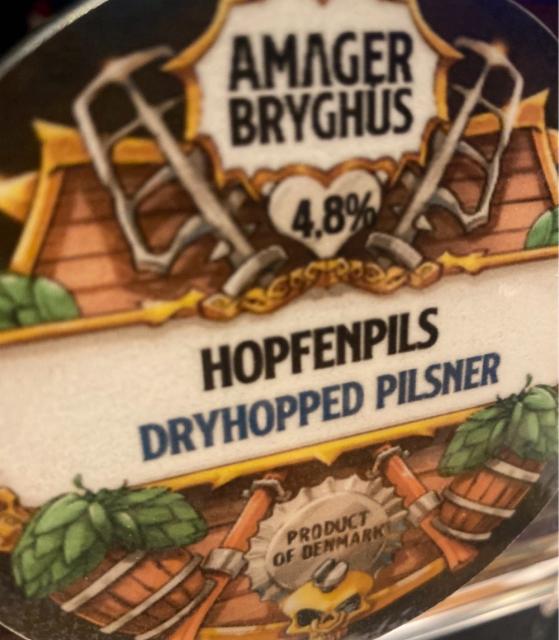 AMAGER
BRYGHUS
4,8%
HOPFENPILS
DRYHOPPED PILSNER
PRODUCT
OF DENMARK